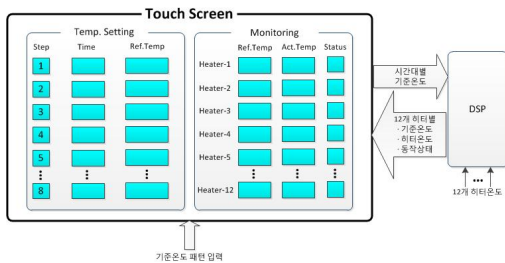 Touch Screen
Temp. Setting
Step Time Ref.Temp
1
2
3
4
5
8
Monitoring
Ref.Temp Act.Temp Status
Heater-1
Heater-2
Heater-3
Heater-4
Heater-5
Heater-12
시간대별
기준온도
12개 히터별
· 기준온도
· 히터온도
· 동작상태
DSP
12개 히터온도
기준온도 패턴 입력